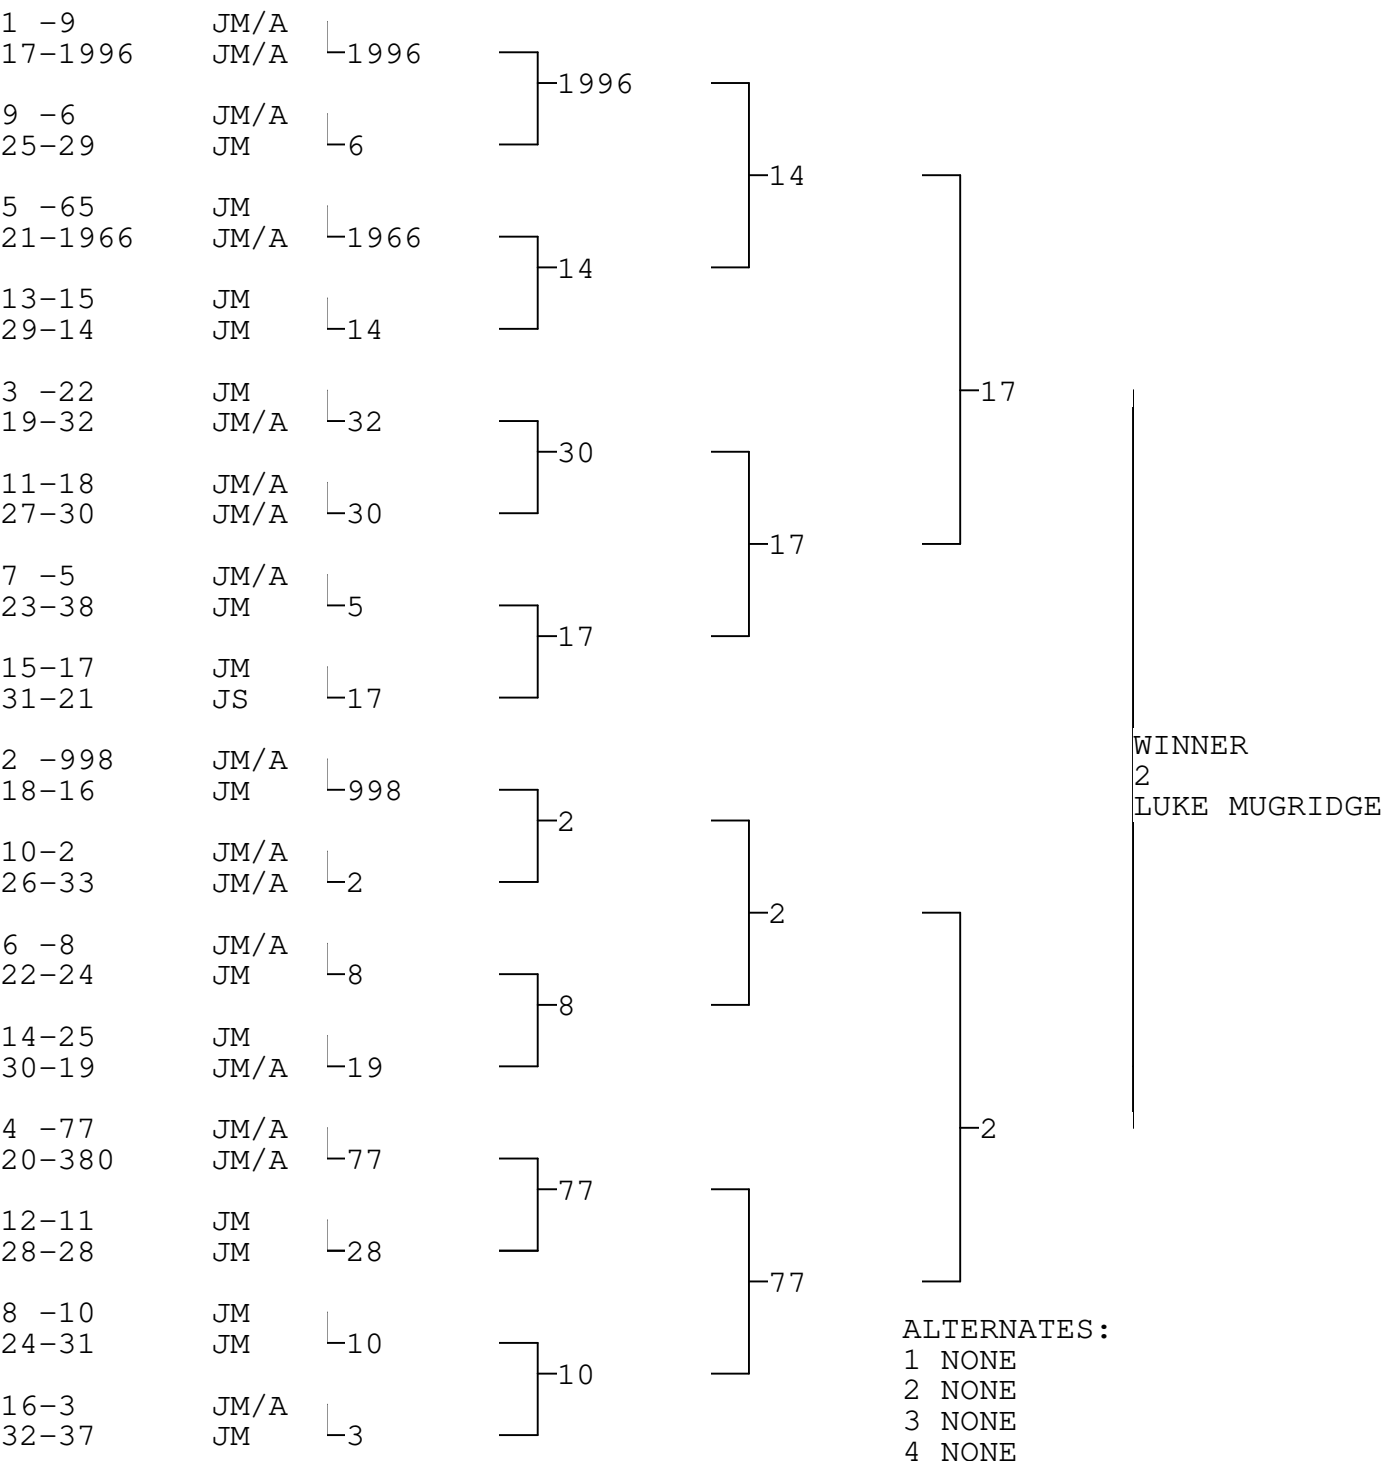 1 -9 JM/A
17-1996 JM/A 1996
1996
9 -6 JM/A
25-29 JM 6
14
5 -65 JM
21-1966 JM/A 1966
14
13-15 JM
29-14 JM 14
3 -22 JM 17
19-32 JM/A 32
30
11-18 JM/A
27-30 JM/A 30
17
7 -5 JM/A
23-38 JM 5
17
15-17 JM
31-21 JS 17
WINNER
2 -998 JM/A 2
18-16 JM 998 LUKE MUGRIDGE
2
10-2 JM/A
26-33 JM/A 2
2
6 -8 JM/A
22-24 JM 8
8
14-25 JM
30-19 JM/A 19
4 -77 JM/A 2
20-380 JM/A 77
77
12-11 JM
28-28 JM 28
77
8 -10 JM
ALTERNATES:
24-31 JM 10
1 NONE
10
2 NONE
16-3 JM/A
3 NONE
32-37 JM 3
4 NONE